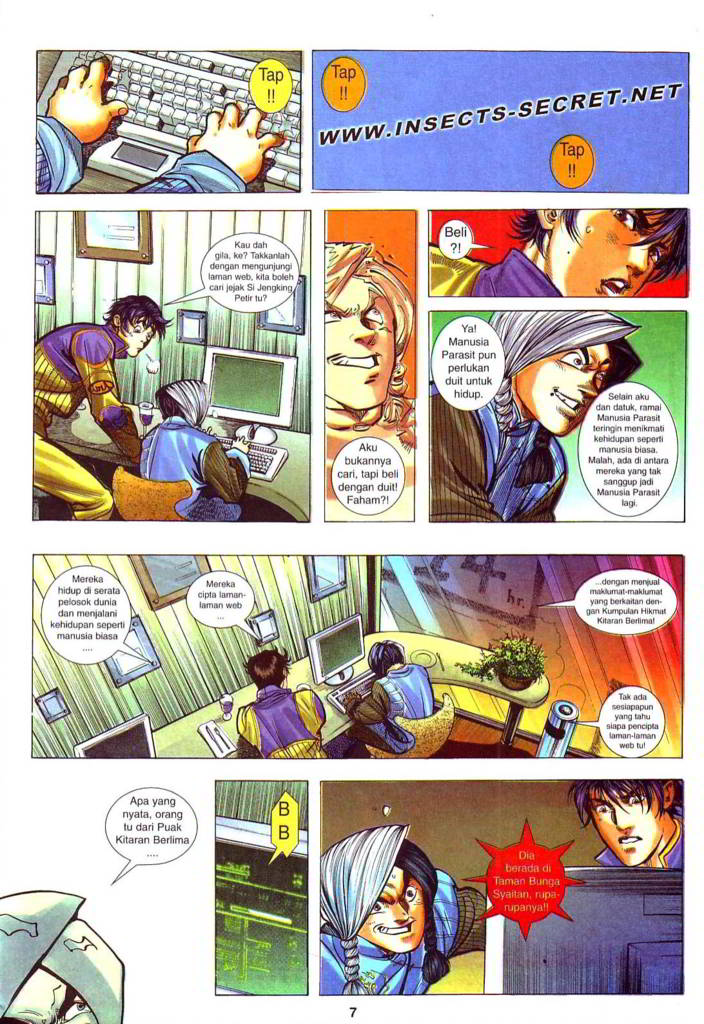 Tap
!!
Tap
!!
WWW.INSECTS-SECRET.NET
Tap
!!
Kau dah
gila, ke? Takkanlah
dengan mengunjungi
laman web, kita boleh
cari jejak Si Jengking
Petir tu?
Aku
bukannya
cari, tapi beli
dengan duit!
Faham?!
Beli
?!
Ya!
Manusia
Parasit pun
perlukan
duit untuk
hidup.
Selain aku
dan datuk, ramai
Manusia Parasit
teringin menikmati
kehidupan seperti
manusia biasa.
Malah, ada di antara
mereka yang tak
sanggup jadi
Manusia Parasit
lagi.
Mereka
hidup di serata
pelosok dunia
dan menjalani
kehidupan seperti
manusia biasa
....
Mereka
cipta laman-
laman web
...
24
hr.
...dengan menjual
maklumat-maklumat
yang berkaitan den-
gan Kumpulan Hikmat
Kitaran Berlima!
Tak ada
sesiapapun
yang tahu
siapa pencipta
laman-laman
web tu!
Apa yang
nyata, orang
tu dari Puak
Kitaran Berlima
....
B
B
Dia
berada di
Taman Bunga
Syaitan, rupa-
rupanya!!
7